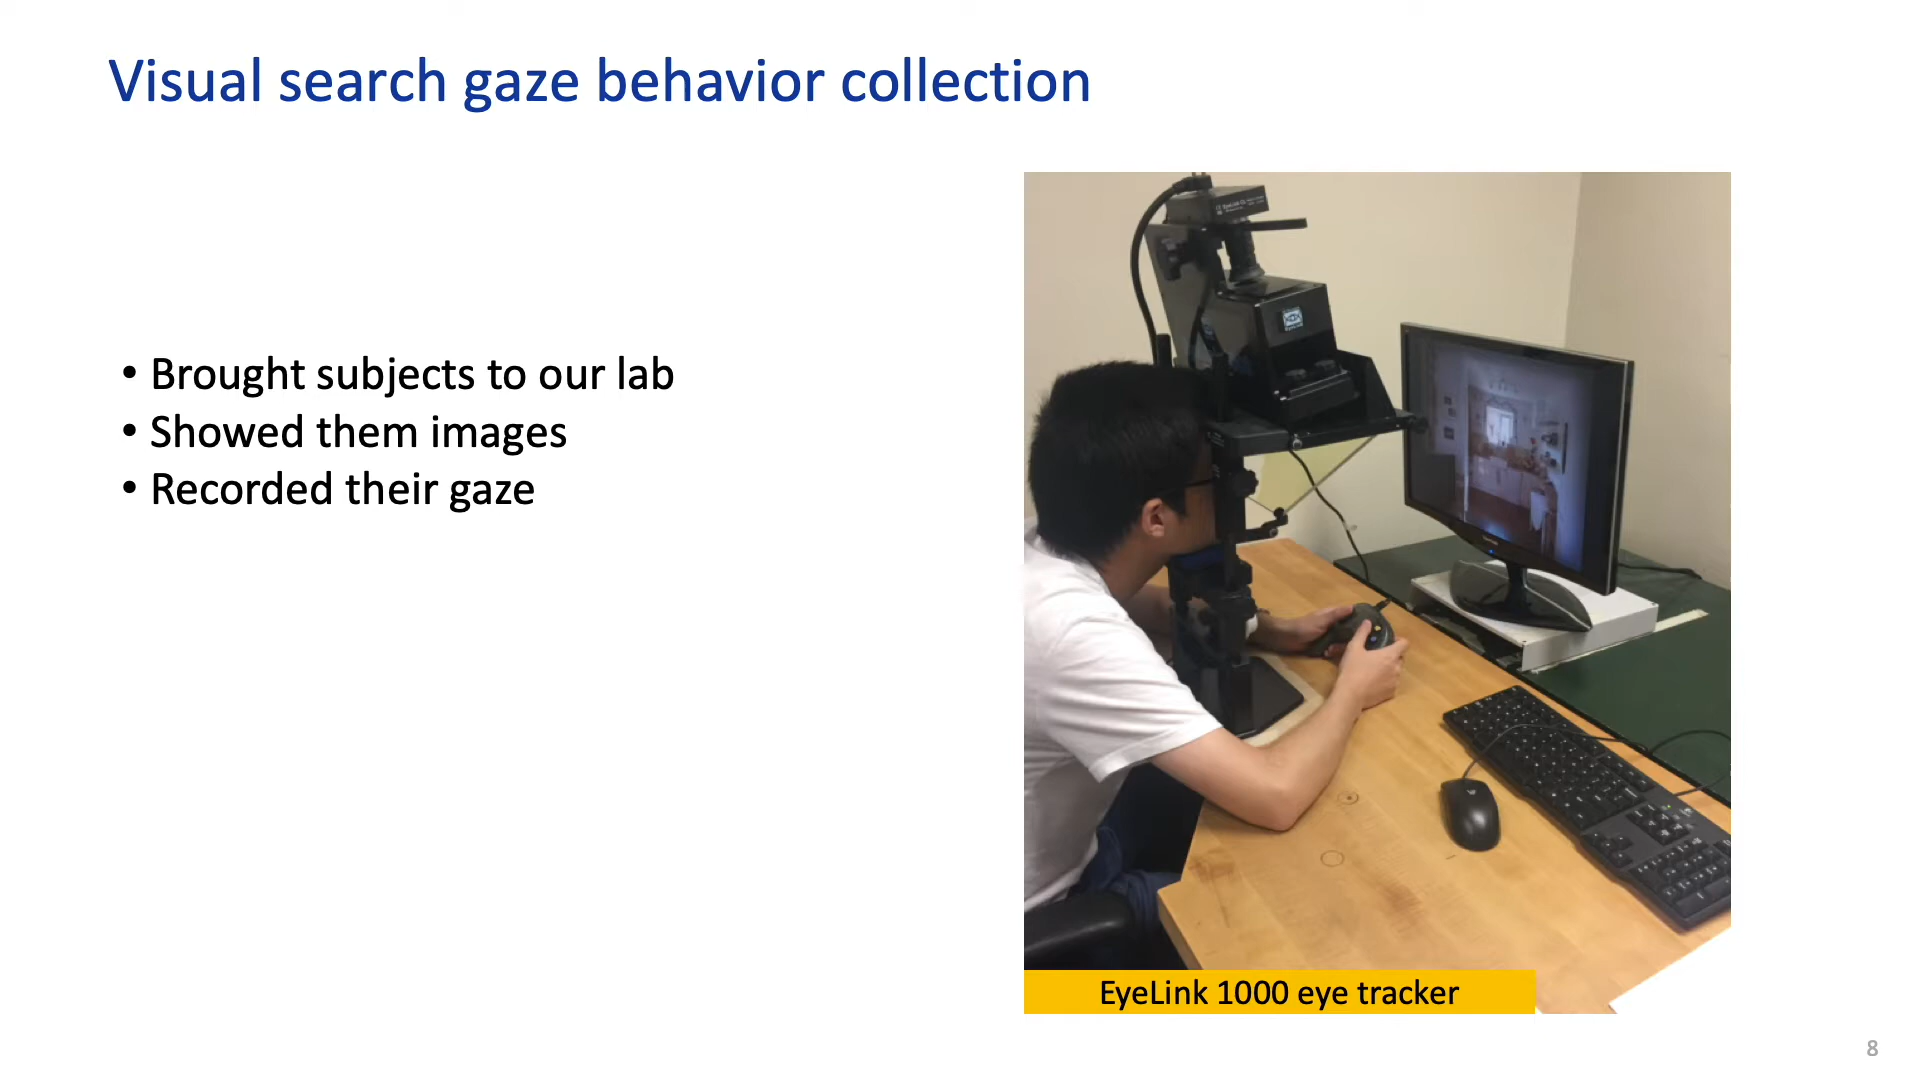 Visual search gaze behavior collection
• Brought subjects to our lab
• Showed them images
• Recorded their gaze
EyeLink 1000 eye tracker
8